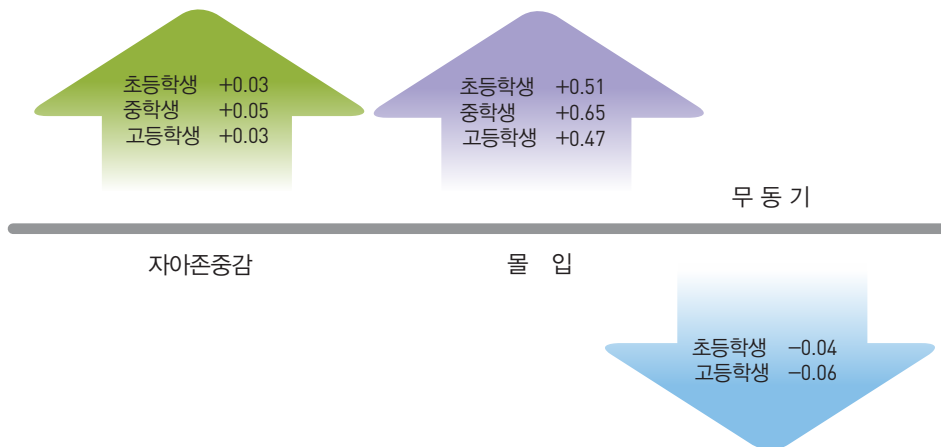 초등학생 +0.03
중학생 +0.05
고등학생 +0.03
초등학생 +0.51
중학생 +0.65
고등학생 +0.47
무 동 기
자아존중감
몰 입
초등학생 −0.04
고등학생 −0.06